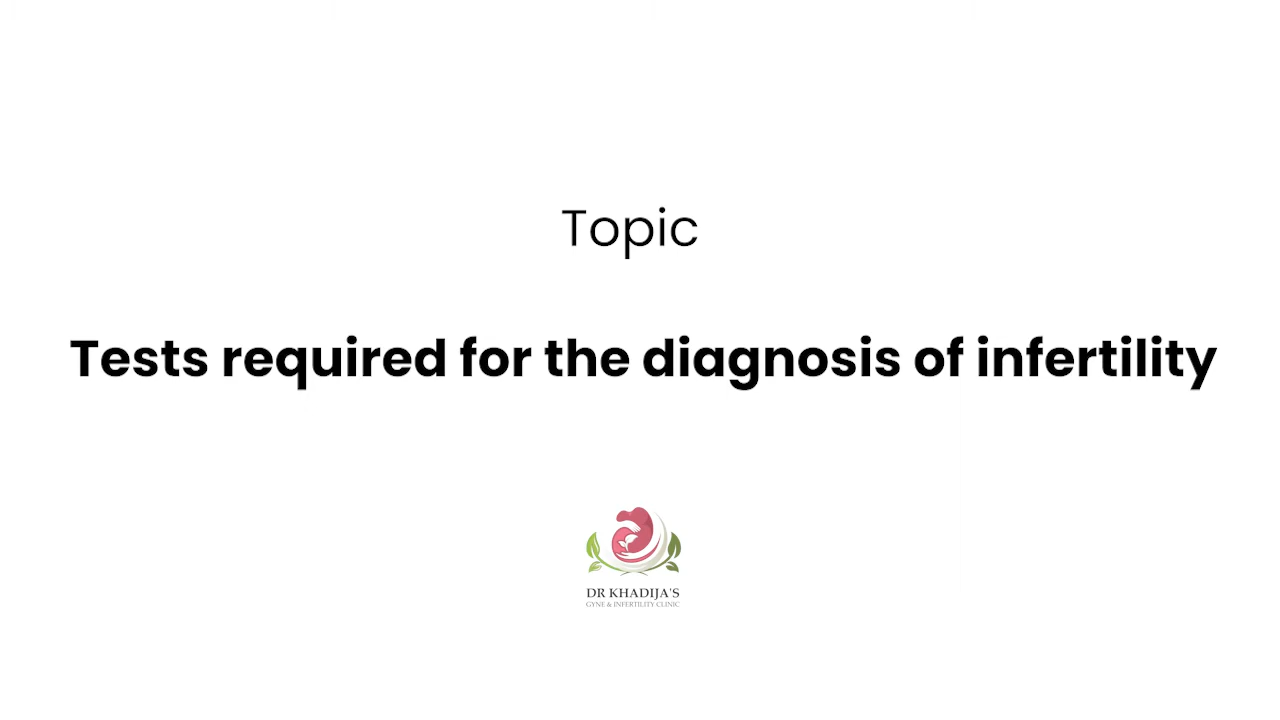 Topic
Tests required for the diagnosis of infertility
DR KHADIJA'S
GYNE & INFERTILITY CLINIC